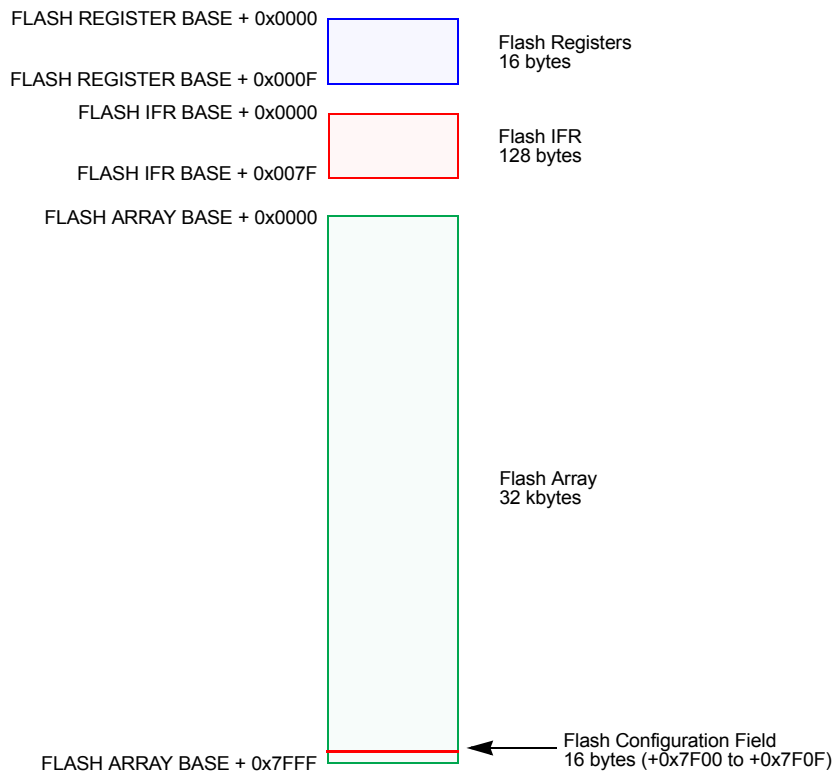 FLASH REGISTER BASE + 0x0000
Flash Registers
16 bytes
FLASH REGISTER BASE + 0x000F
FLASH IFR BASE + 0x0000
Flash IFR
128 bytes
FLASH IFR BASE + 0x007F
FLASH ARRAY BASE + 0x0000
Flash Array
32 kbytes
Flash Configuration Field
16 bytes (+0x7F00 to +0x7F0F)
FLASH ARRAY BASE + 0x7FFF